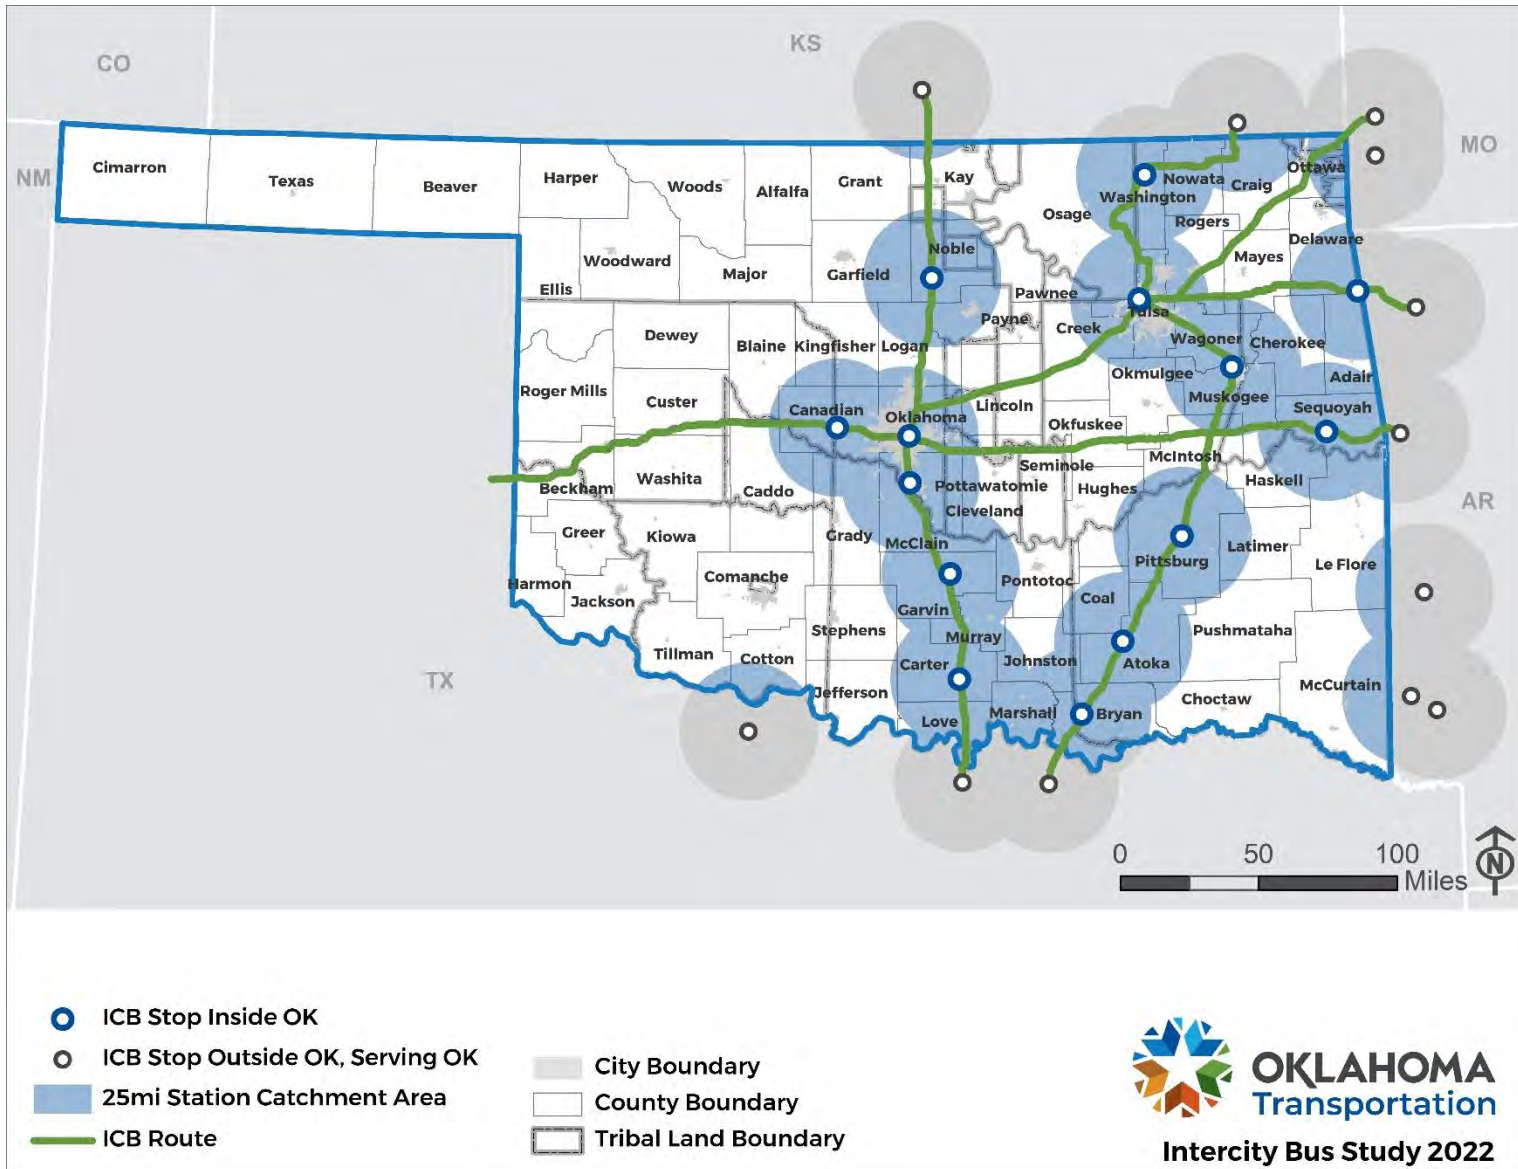 KS
CO
MO
NM
Cimarron
Texas
Beaver
Harper
Woods
Alfalfa
Grant
Kay
Osage
Washington
Nowata
Craig
Ottawa
Rogers
Delaware
Mayes
Woodward
Ellis
Major
Garfield
Noble
Pawnee
Payne
Creek
Tulsa
Wagoner
Cherokee
Dewey
Blaine
Kingfisher
Logan
Okmulgee
Adair
Roger Mills
Custer
Canadian
Oklahoma
Lincoln
Okfuskee
Muskogee
Sequoyah
McIntosh
Beckham
Washita
Caddo
Pottawatomie
Seminole
Hughes
Haskell
AR
Cleveland
Greer
Kiowa
Grady
McClain
Latimer
Pittsburg
Le Flore
Harmon
Jackson
Comanche
Pontotoc
Coal
Garvin
Stephens
Murray
Pushmataha
Tillman
Cotton
Carter
Johnston
Atoka
TX
Jefferson
McCurtain
Choctaw
Love
Marshall
Bryan
0 50 100
Miles
N
ICB Stop Inside OK
ICB Stop Outside OK, Serving OK
25mi Station Catchment Area
ICB Route
City Boundary
County Boundary
Tribal Land Boundary
OKLAHOMA
Transportation
Intercity Bus Study 2022